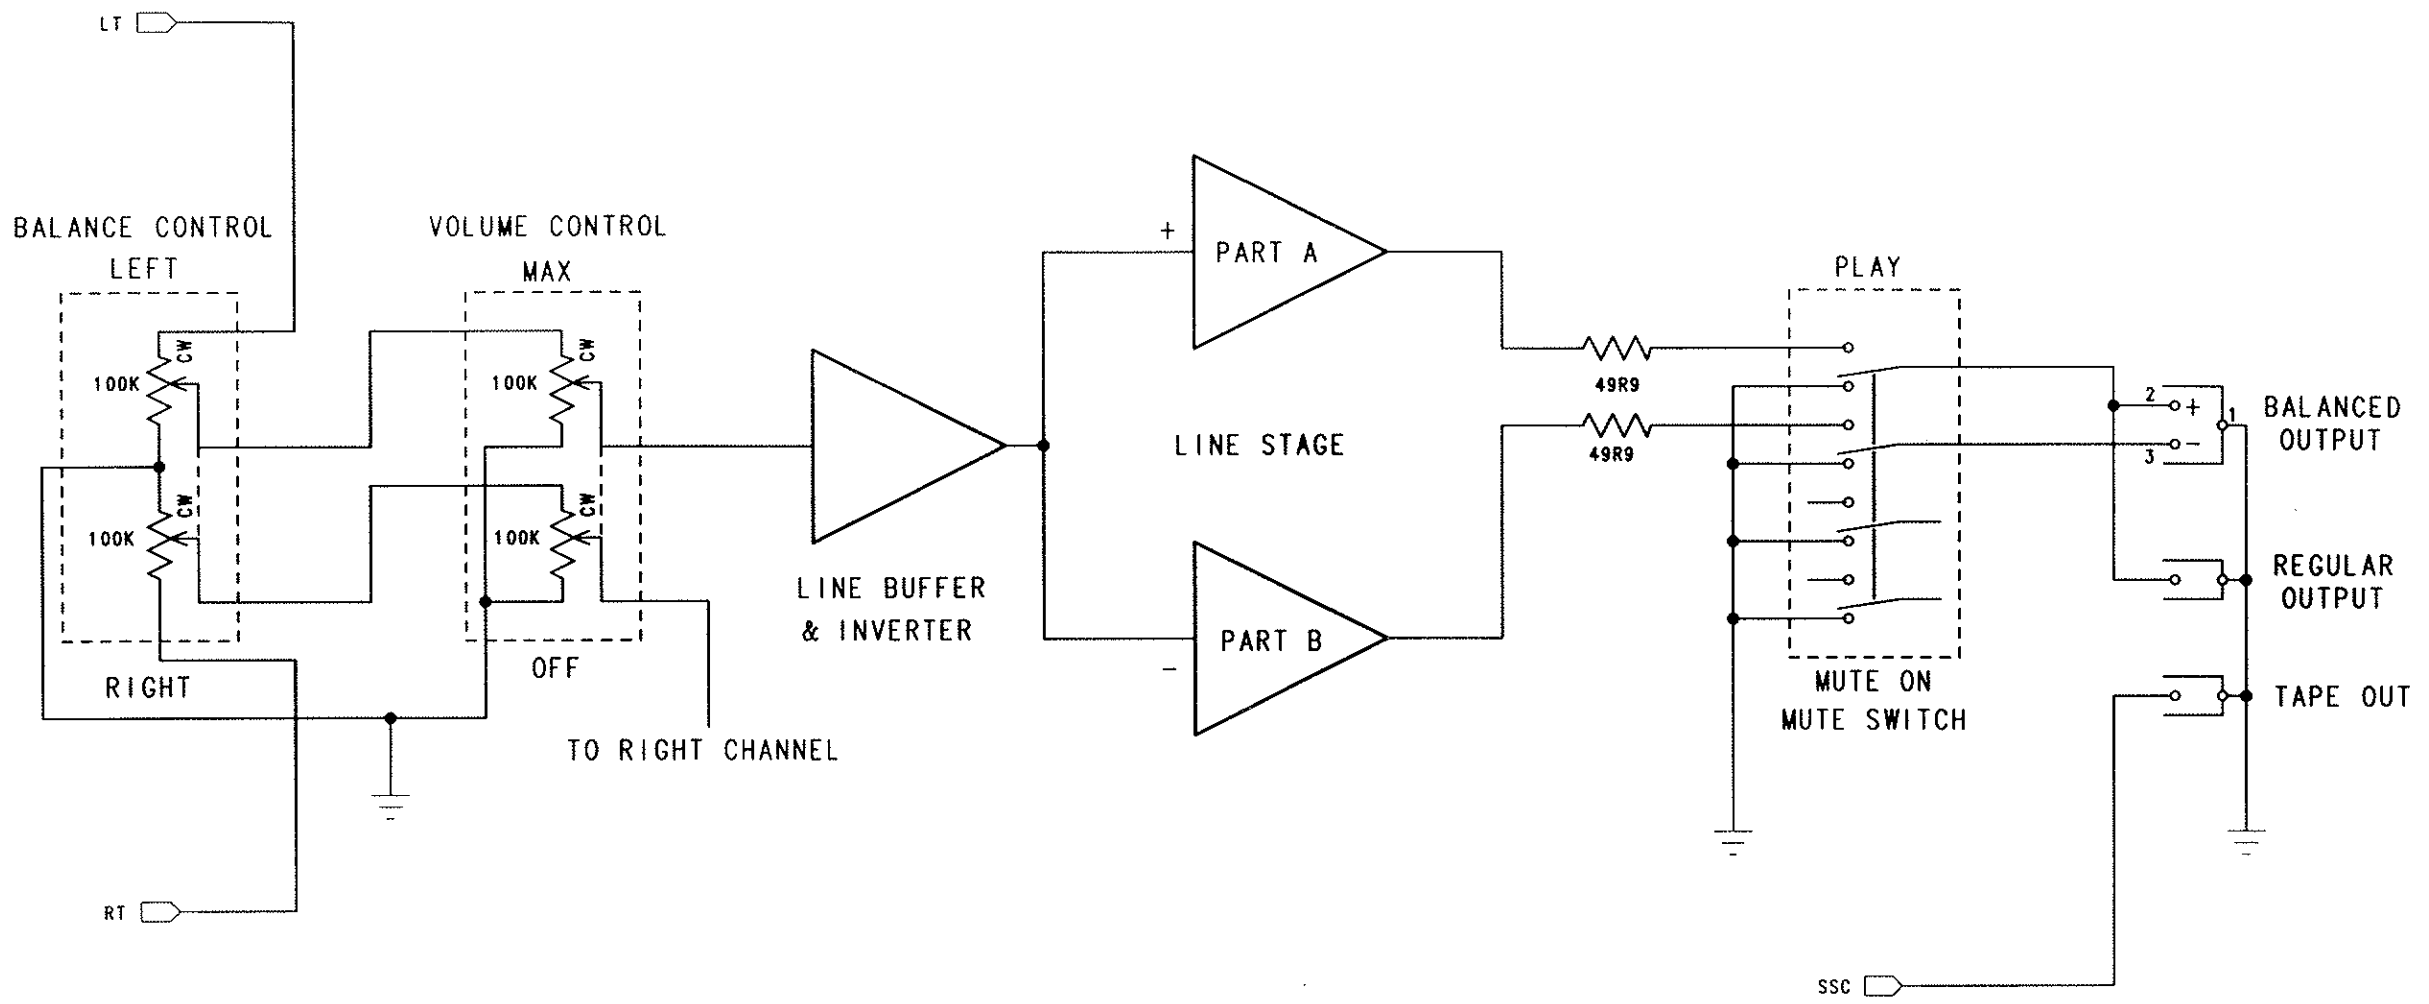 LT
BALANCE CONTROL
LEFT
CW
100K
CW
100K
RIGHT
RT
VOLUME CONTROL
MAX
CW
100K
CW
100K
OFF
TO RIGHT CHANNEL
LINE BUFFER
& INVERTER
+
PART A
LINE STAGE
PART B
-
49R9
49R9
PLAY
MUTE ON
MUTE SWITCH
2
+
1
-
3
BALANCED
OUTPUT
REGULAR
OUTPUT
TAPE OUT
SSC